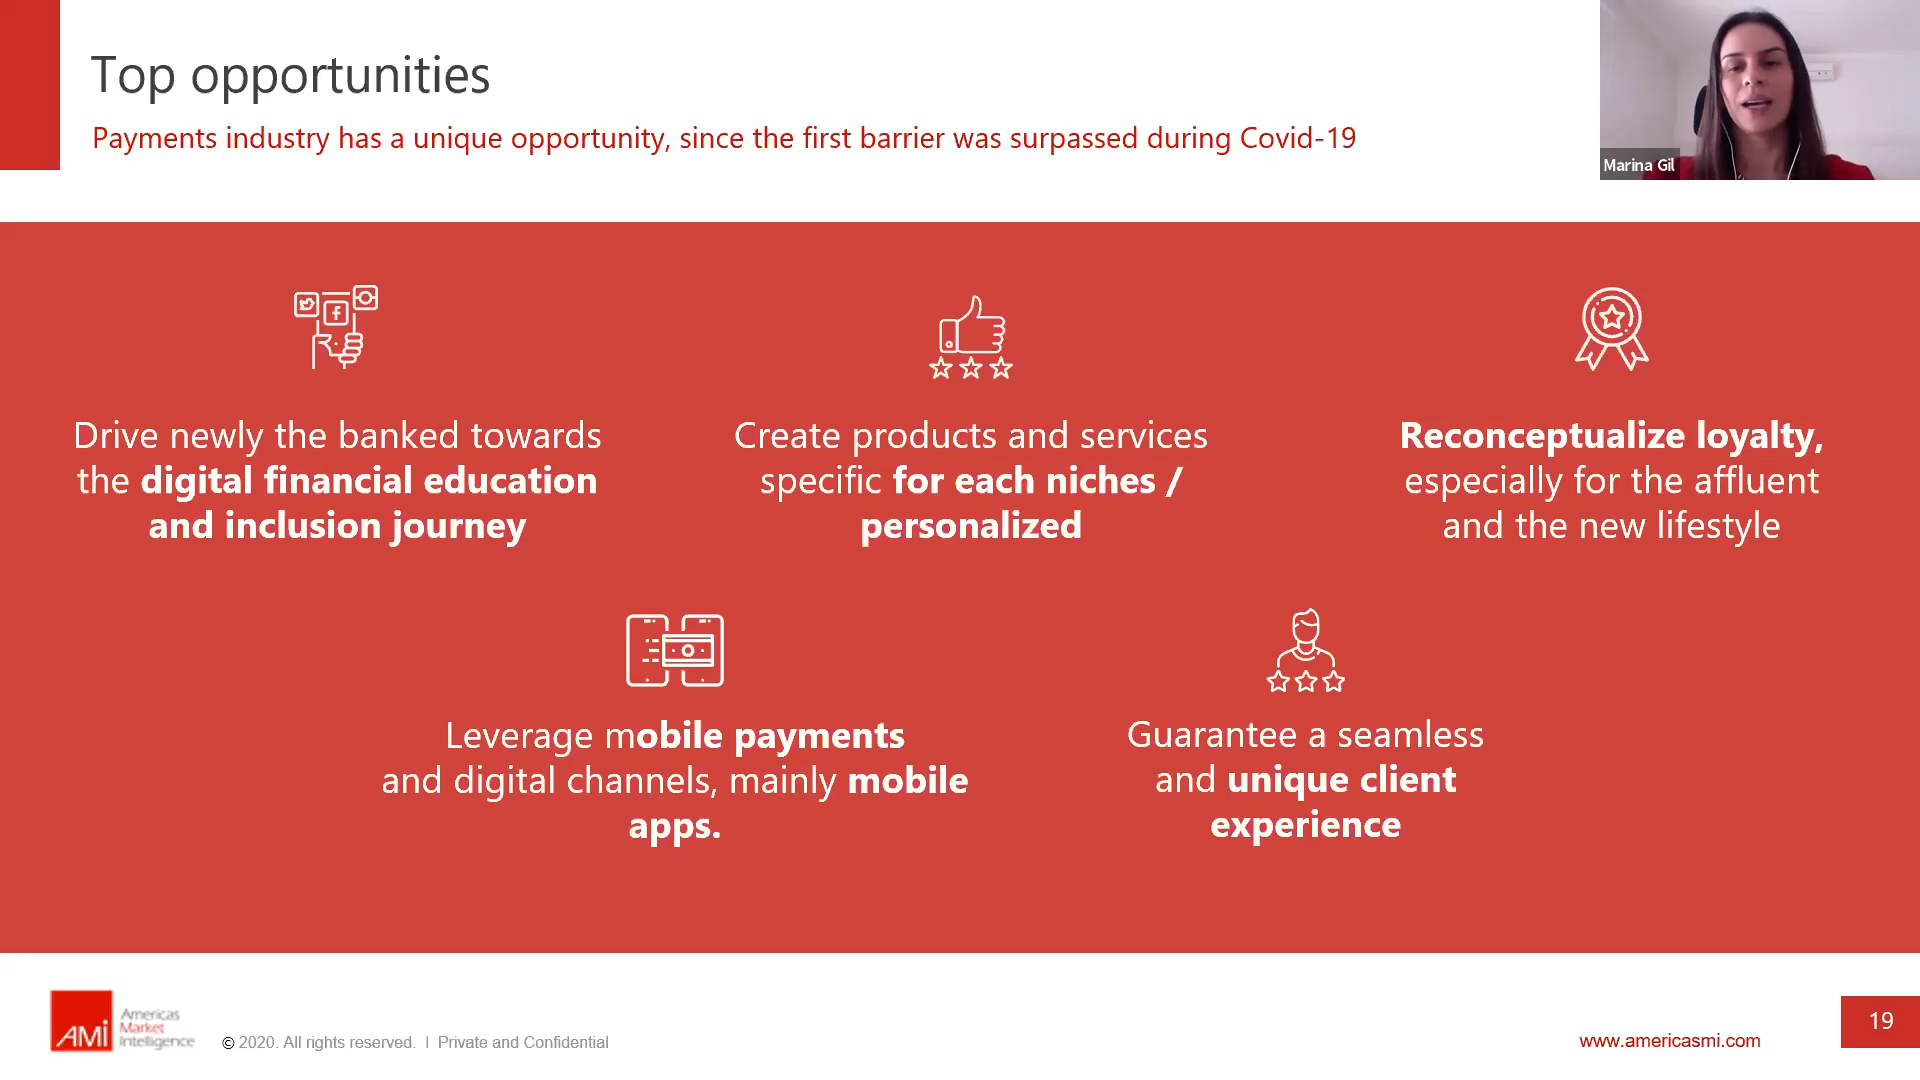 Top opportunities
Payments industry has a unique opportunity, since the first barrier was surpassed during Covid-19
Marina Gil
Drive newly the banked towards
the digital financial education
and inclusion journey
Create products and services
specific for each niches /
personalized
Reconceptualize loyalty,
especially for the affluent
and the new lifestyle
Leverage mobile payments
and digital channels, mainly mobile
apps.
Guarantee a seamless
and unique client
experience
AMi
Americas
Market
Intelligence
© 2020. All rights reserved. | Private and Confidential
www.americasmi.com
19